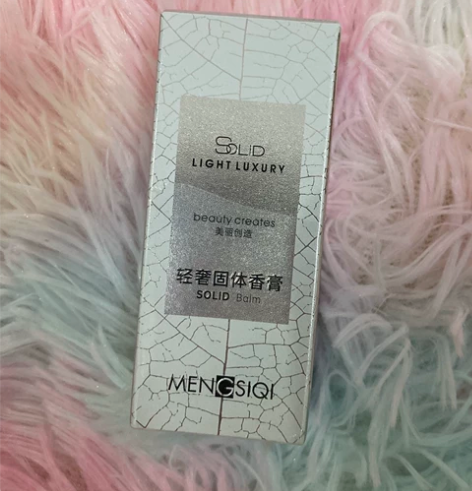 SOLID
LIGHT LUXURY
beauty creates
美丽创造
轻奢固体香膏
SOLID Balm
MENGSIQI